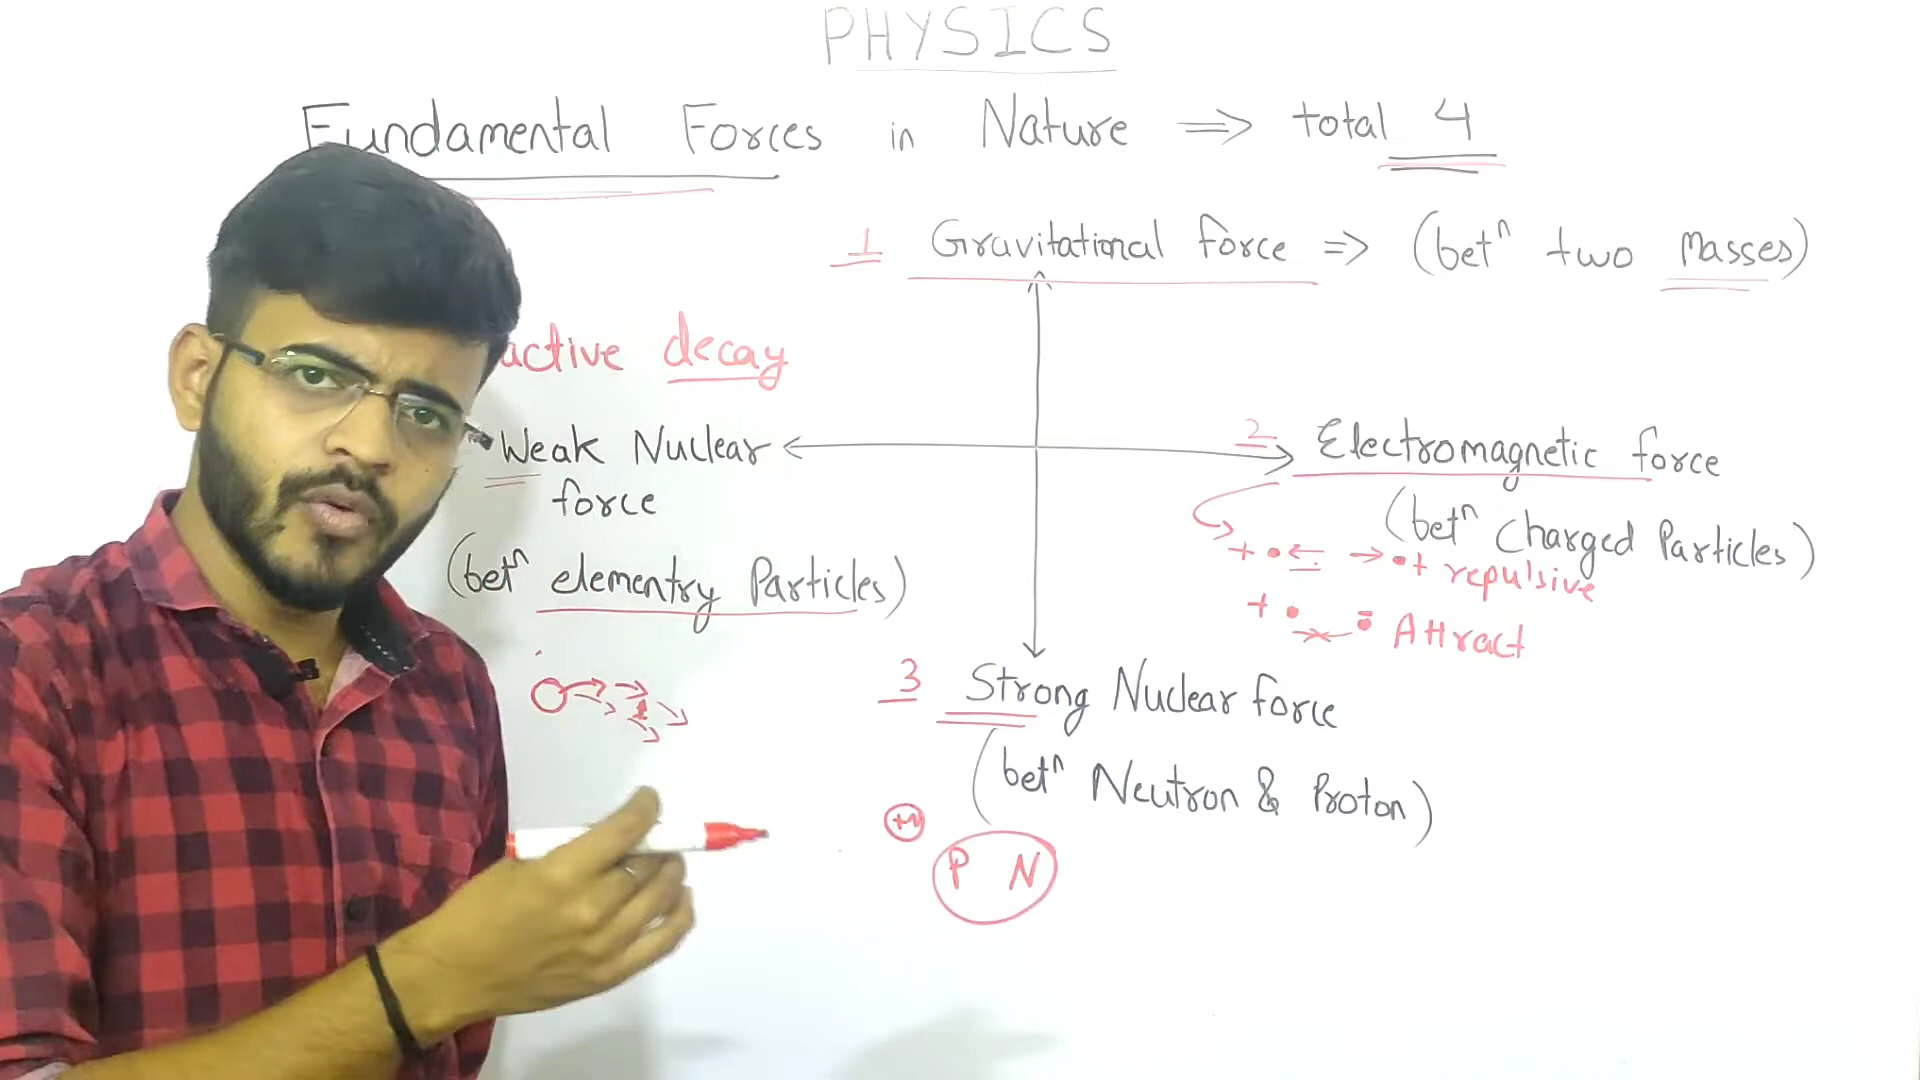 PHYSICS
Fundamental Forces in Nature ⇒ total 4
1 Gravitational force ⇒ (betⁿ two Masses)
active decay
Weak Nuclear
force
(betⁿ elementry Particles)
2 Electromagnetic force
(betⁿ charged Particles)
+ • ← → • + repulsive
+ • • - Attract
3 Strong Nuclear force
(betⁿ Neutron & Proton)
P N